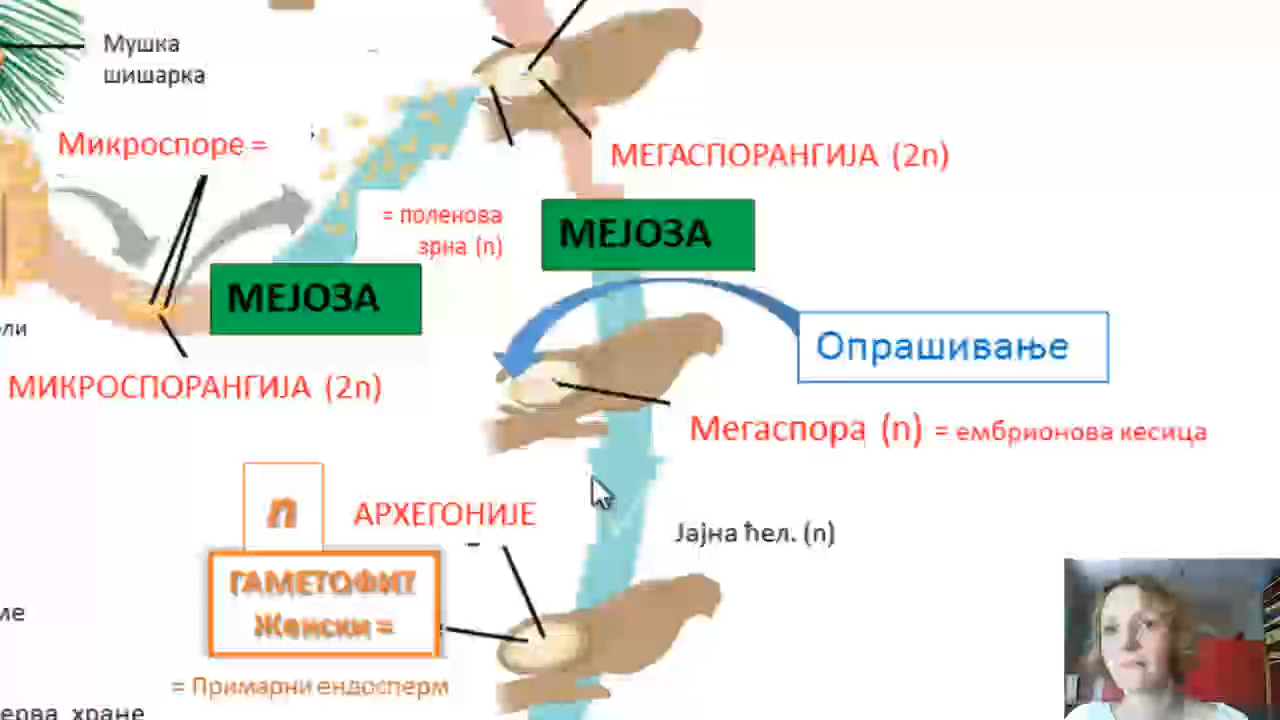 Мушка
шишарка
Микроспоре =
МЕГАСПОРАНГИЈА (2n)
= поленова
зрна (n)
МЕЈОЗА
МЕЈОЗА
Опрашивање
МИКРОСПОРАНГИЈА (2n)
Мегаспора (n) = ембрионова кесица
n
АРХЕГОНИЈЕ
Јајна ћел. (n)
ГАМЕТОФИТ
Женски =
= Примарни ендосперм
хране